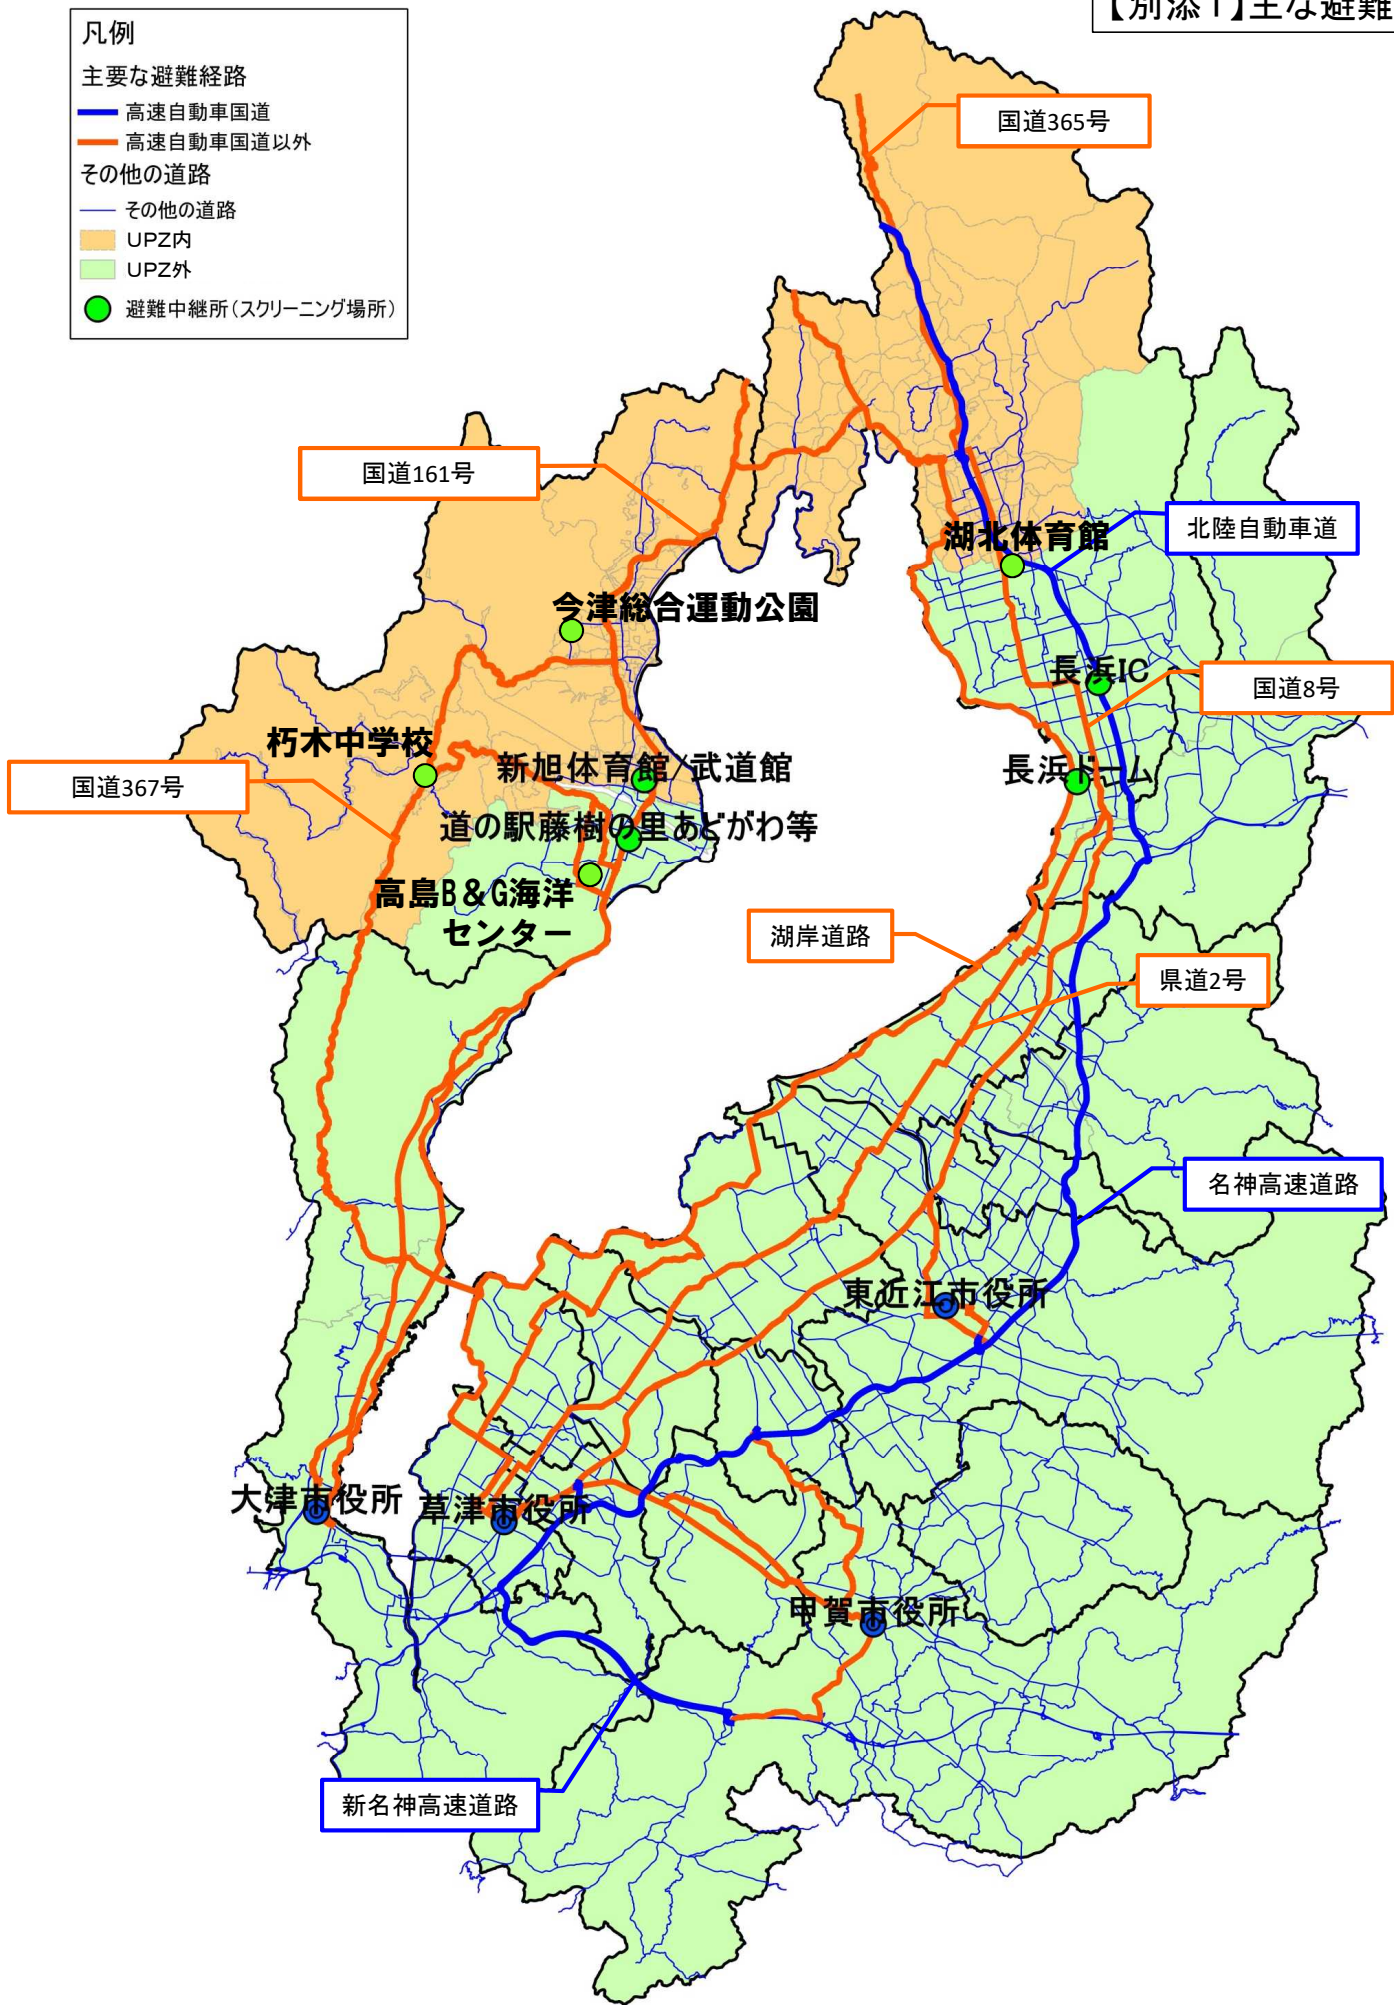 【別添1】主な避難
凡例
主要な避難経路
高速自動車国道
高速自動車国道以外
その他の道路
その他の道路
UPZ内
UPZ外
避難中継所(スクリーニング場所)
国道365号
国道161号
北陸自動車道
湖北体育館
今津総合運動公園
長浜IC
国道8号
朽木中学校
新旭体育館/武道館
長浜ドーム
国道367号
道の駅藤樹の里あどがわ等
高島B&G海洋
センター
湖岸道路
県道2号
名神高速道路
東近江市役所
大津市役所
草津市役所
甲賀市役所
新名神高速道路